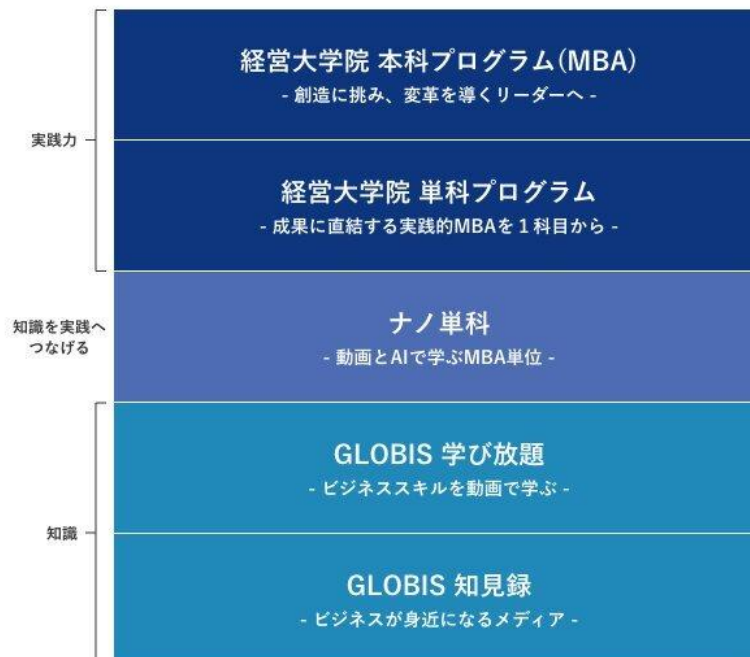 経営大学院 本科プログラム(MBA)
- 創造に挑み、変革を導くリーダーへ -
実践力
経営大学院 単科プログラム
- 成果に直結する実践的MBAを1科目から -
知識を実践へ
つなげる
ナノ単科
- 動画とAIで学ぶMBA単位 -
GLOBIS 学び放題
- ビジネススキルを動画で学ぶ -
知識
GLOBIS 知見録
- ビジネスが身近になるメディア -